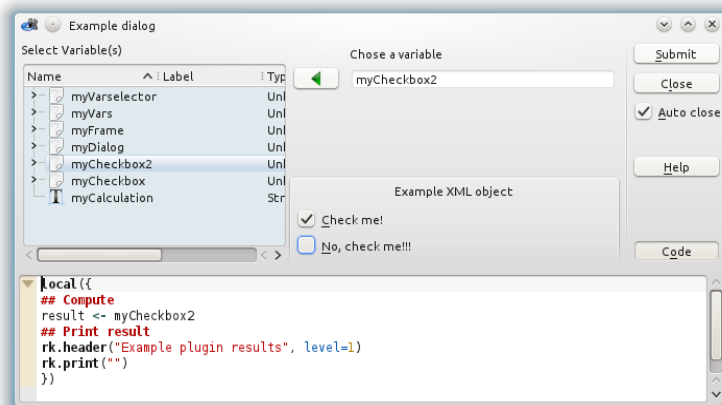 Example dialog
Select Variable(s)
Name Label Typ
myVarselector Unl
myVars Unl
myFrame Unl
myDialog Unl
myCheckbox2 Unl
myCheckbox Unl
myCalculation Str
Chose a variable
myCheckbox2
Example XML object
Check me!
No, check me!!!
Submit
Close
Auto close
Help
Code
local({
## Compute
result <- myCheckbox2
## Print result
rk.header("Example plugin results", level=1)
rk.print("")
})